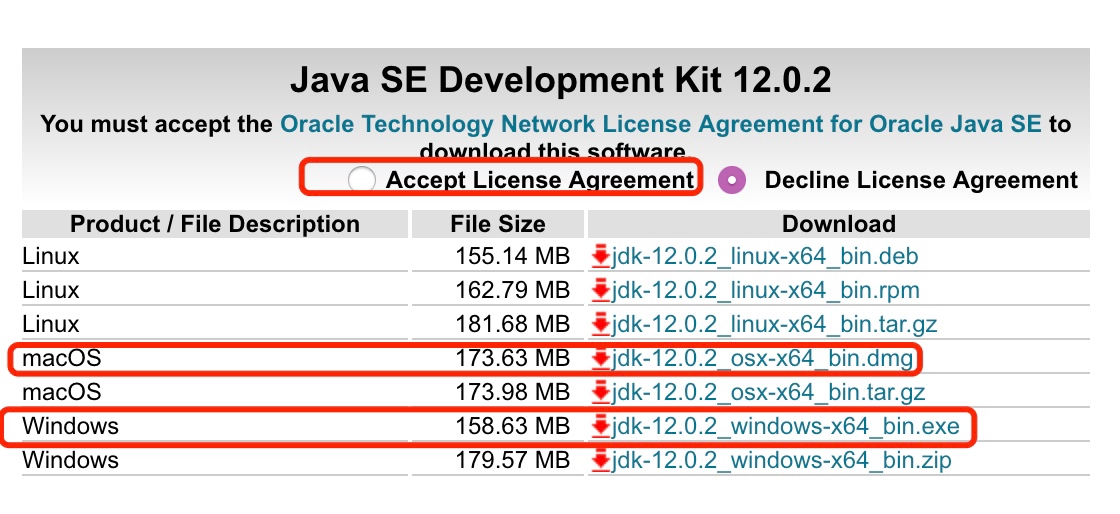 Java SE Development Kit 12.0.2
You must accept the Oracle Technology Network License Agreement for Oracle Java SE to
download this software.
Accept License Agreement Decline License Agreement
Product / File Description File Size Download
Linux 155.14 MB jdk-12.0.2_linux-x64_bin.deb
Linux 162.79 MB jdk-12.0.2_linux-x64_bin.rpm
Linux 181.68 MB jdk-12.0.2_linux-x64_bin.tar.gz
macOS 173.63 MB jdk-12.0.2_osx-x64_bin.dmg
macOS 173.98 MB jdk-12.0.2_osx-x64_bin.tar.gz
Windows 158.63 MB jdk-12.0.2_windows-x64_bin.exe
Windows 179.57 MB jdk-12.0.2_windows-x64_bin.zip